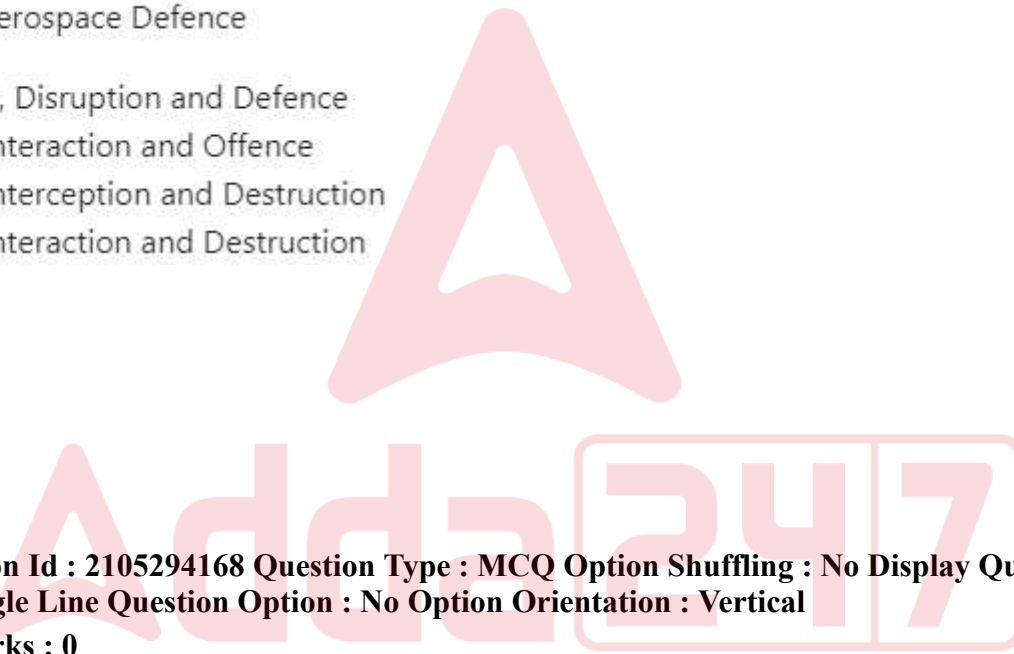 erospace Defence
, Disruption and Defence
nteraction and Offence
nterception and Destruction
nteraction and Destruction
Adda247
on Id : 2105294168 Question Type : MCQ Option Shuffling : No Display Qu
gle Line Question Option : No Option Orientation : Vertical
rks : 0